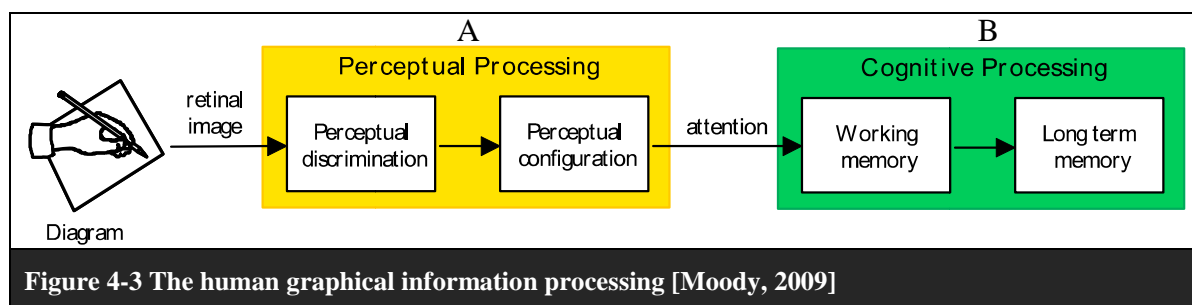 A
B
Perceptual Processing
Cognitive Processing
retinal
image
Perceptual
discrimination
Perceptual
configuration
attention
Working
memory
Long term
memory
Diagram
Figure 4-3 The human graphical information processing [Moody, 2009]